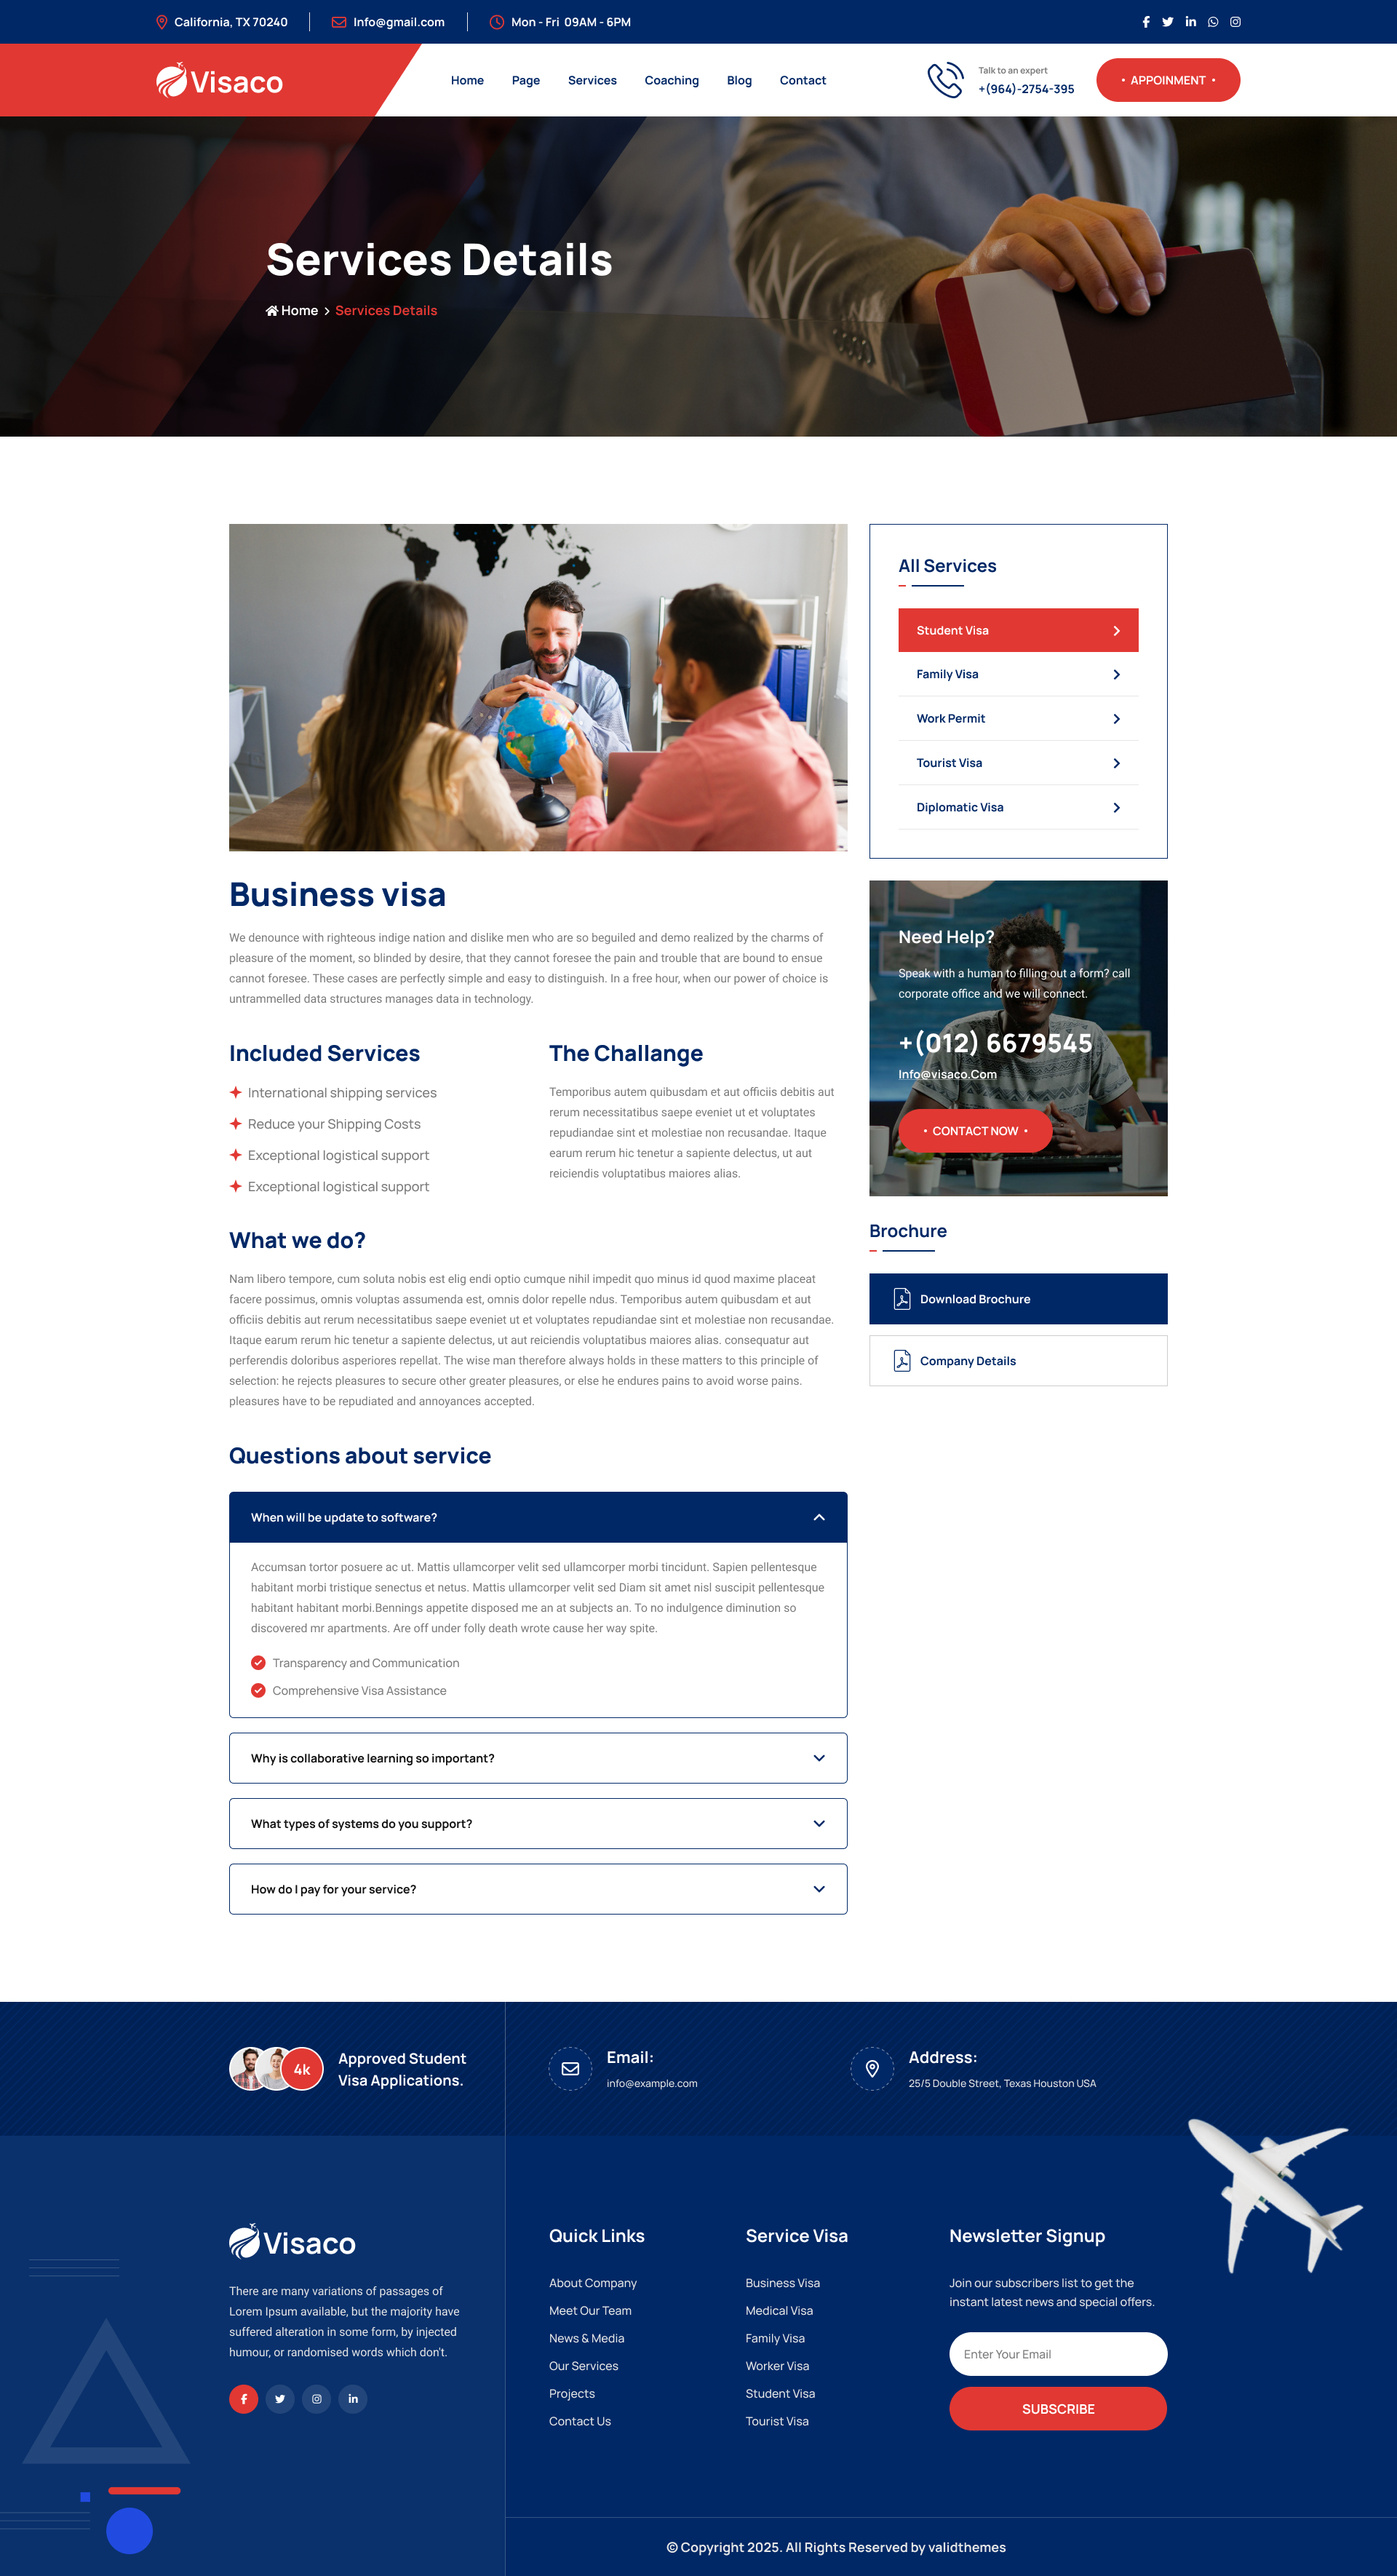 California, TX 70240
Info@gmail.com
Mon - Fri 09AM - 6PM
Visaco
Home
Page
Services
Coaching
Blog
Contact
Talk to an expert
+(964)-2754-395
• APPOINMENT •
Services Details
Home
Services Details
Business visa
We denounce with righteous indige nation and dislike men who are so beguiled and demo realized by the charms of
pleasure of the moment, so blinded by desire, that they cannot foresee the pain and trouble that are bound to ensue
cannot foresee. These cases are perfectly simple and easy to distinguish. In a free hour, when our power of choice is
untrammelled data structures manages data in technology.
Included Services
International shipping services
Reduce your Shipping Costs
Exceptional logistical support
Exceptional logistical support
The Challange
Temporibus autem quibusdam et aut officiis debitis aut
rerum necessitatibus saepe eveniet ut et voluptates
repudiandae sint et molestiae non recusandae. Itaque
earum rerum hic tenetur a sapiente delectus, ut aut
reiciendis voluptatibus maiores alias.
What we do?
Nam libero tempore, cum soluta nobis est elig endi optio cumque nihil impedit quo minus id quod maxime placeat
facere possimus, omnis voluptas assumenda est, omnis dolor repelle ndus. Temporibus autem quibusdam et aut
officiis debitis aut rerum necessitatibus saepe eveniet ut et voluptates repudiandae sint et molestiae non recusandae.
Itaque earum rerum hic tenetur a sapiente delectus, ut aut reiciendis voluptatibus maiores alias. consequatur aut
perferendis doloribus asperiores repellat. The wise man therefore always holds in these matters to this principle of
selection: he rejects pleasures to secure other greater pleasures, or else he endures pains to avoid worse pains.
pleasures have to be repudiated and annoyances accepted.
Questions about service
When will be update to software?
Accumsan tortor posuere ac ut. Mattis ullamcorper velit sed ullamcorper morbi tincidunt. Sapien pellentesque
habitant morbi tristique senectus et netus. Mattis ullamcorper velit sed Diam sit amet nisl suscipit pellentesque
habitant habitant morbi.Bennings appetite disposed me an at subjects an. To no indulgence diminution so
discovered mr apartments. Are off under folly death wrote cause her way spite.
Transparency and Communication
Comprehensive Visa Assistance
Why is collaborative learning so important?
What types of systems do you support?
How do I pay for your service?
All Services
Student Visa
Family Visa
Work Permit
Tourist Visa
Diplomatic Visa
Need Help?
Speak with a human to filling out a form? call
corporate office and we will connect.
+(012) 6679545
Info@visaco.Com
• CONTACT NOW •
Brochure
Download Brochure
Company Details
4k
Approved Student
Visa Applications.
Email:
info@example.com
Address:
25/5 Double Street, Texas Houston USA
Visaco
There are many variations of passages of
Lorem Ipsum available, but the majority have
suffered alteration in some form, by injected
humour, or randomised words which don't.
Quick Links
About Company
Meet Our Team
News & Media
Our Services
Projects
Contact Us
Service Visa
Business Visa
Medical Visa
Family Visa
Worker Visa
Student Visa
Tourist Visa
Newsletter Signup
Join our subscribers list to get the
instant latest news and special offers.
Enter Your Email
SUBSCRIBE
© Copyright 2025. All Rights Reserved by validthemes